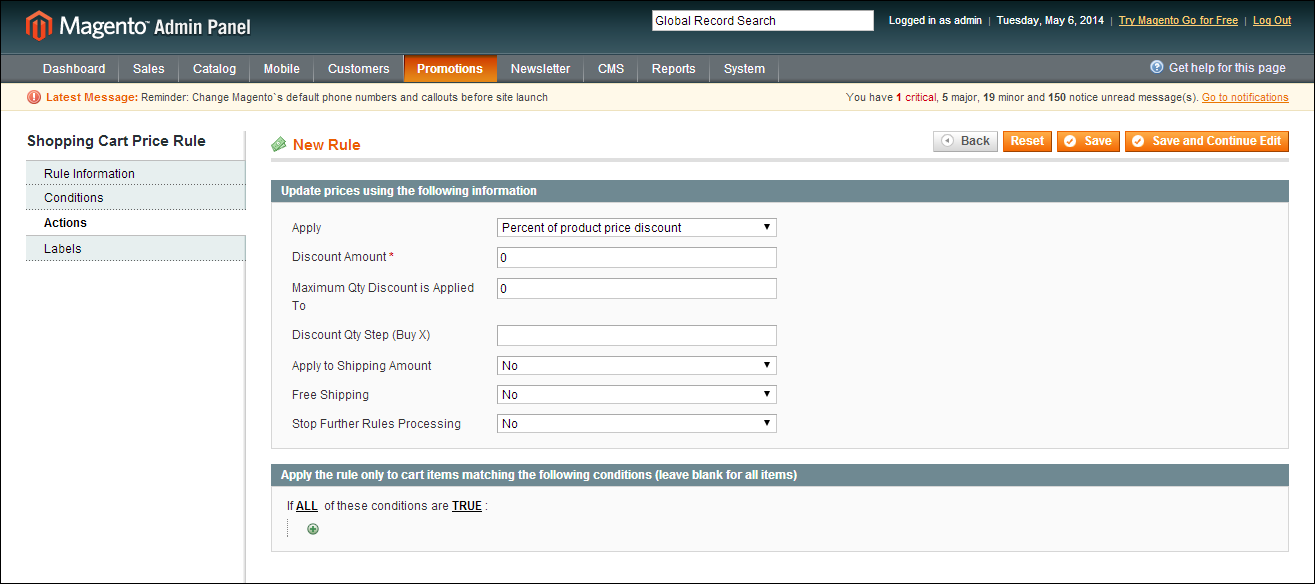 Magento™ Admin Panel
Global Record Search
Logged in as admin | Tuesday, May 6, 2014 | Try Magento Go for Free | Log Out
Dashboard Sales Catalog Mobile Customers Promotions Newsletter CMS Reports System
Get help for this page
Latest Message: Reminder: Change Magento`s default phone numbers and callouts before site launch
You have 1 critical, 5 major, 19 minor and 150 notice unread message(s). Go to notifications
Shopping Cart Price Rule
Rule Information
Conditions
Actions
Labels
New Rule
Back Reset Save Save and Continue Edit
Update prices using the following information
Apply Percent of product price discount
Discount Amount * 0
Maximum Qty Discount is Applied To 0
Discount Qty Step (Buy X)
Apply to Shipping Amount No
Free Shipping No
Stop Further Rules Processing No
Apply the rule only to cart items matching the following conditions (leave blank for all items)
If ALL of these conditions are TRUE :